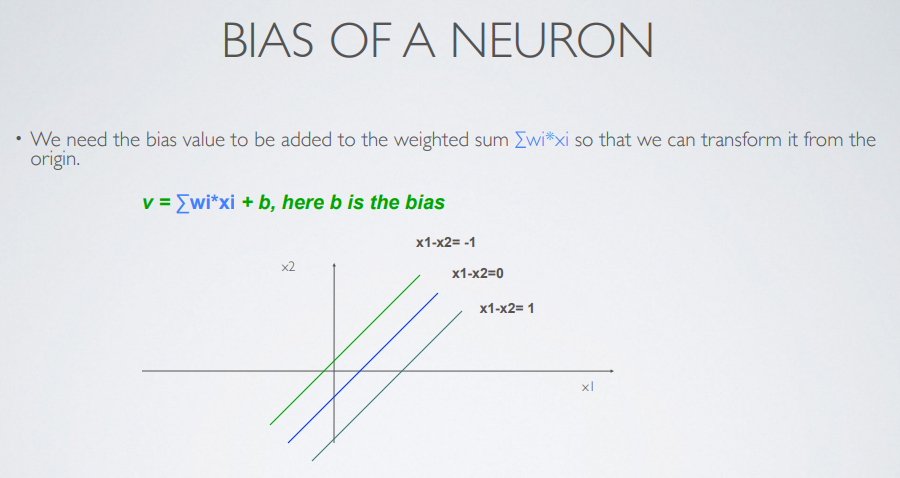 BIAS OF A NEURON
• We need the bias value to be added to the weighted sum ∑wi*xi so that we can transform it from the
origin.
v = ∑wi*xi + b, here b is the bias
x1-x2= -1
x2
x1-x2=0
x1-x2= 1
x1